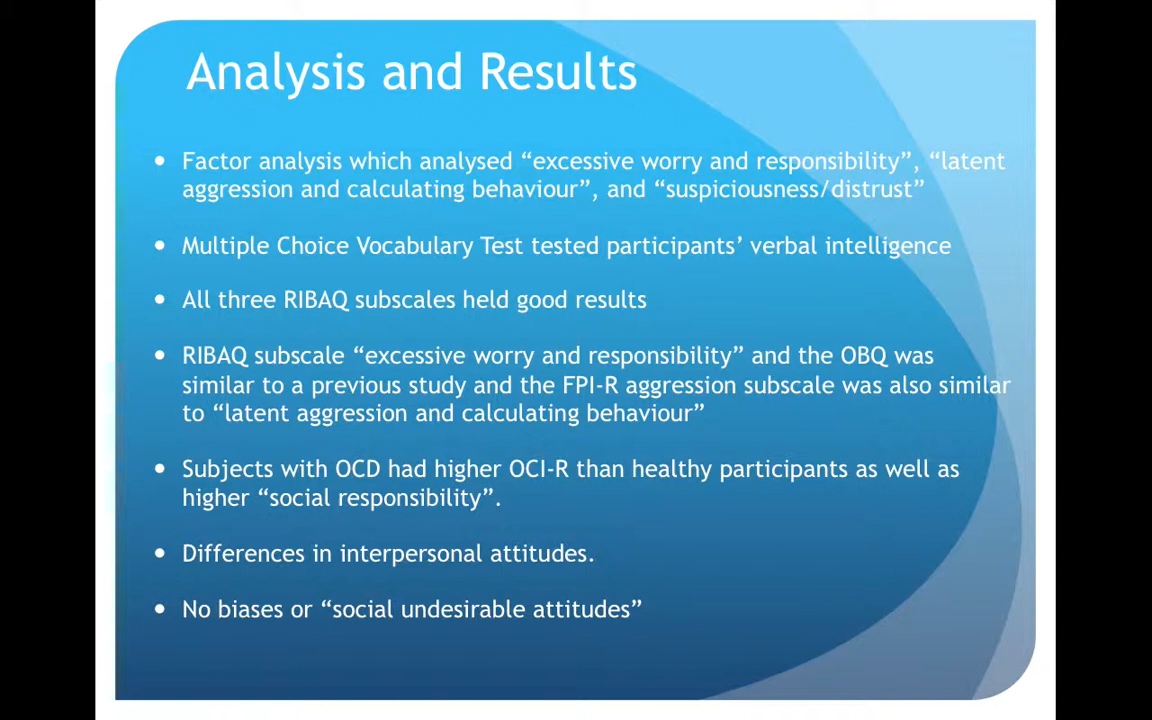 Analysis and Results
• Factor analysis which analysed “excessive worry and responsibility”, “latent
aggression and calculating behaviour”, and “suspiciousness/distrust”
• Multiple Choice Vocabulary Test tested participants’ verbal intelligence
• All three RIBAQ subscales held good results
• RIBAQ subscale “excessive worry and responsibility” and the OBQ was
similar to a previous study and the FPI-R aggression subscale was also similar
to “latent aggression and calculating behaviour”
• Subjects with OCD had higher OCI-R than healthy participants as well as
higher “social responsibility”.
• Differences in interpersonal attitudes.
• No biases or “social undesirable attitudes”